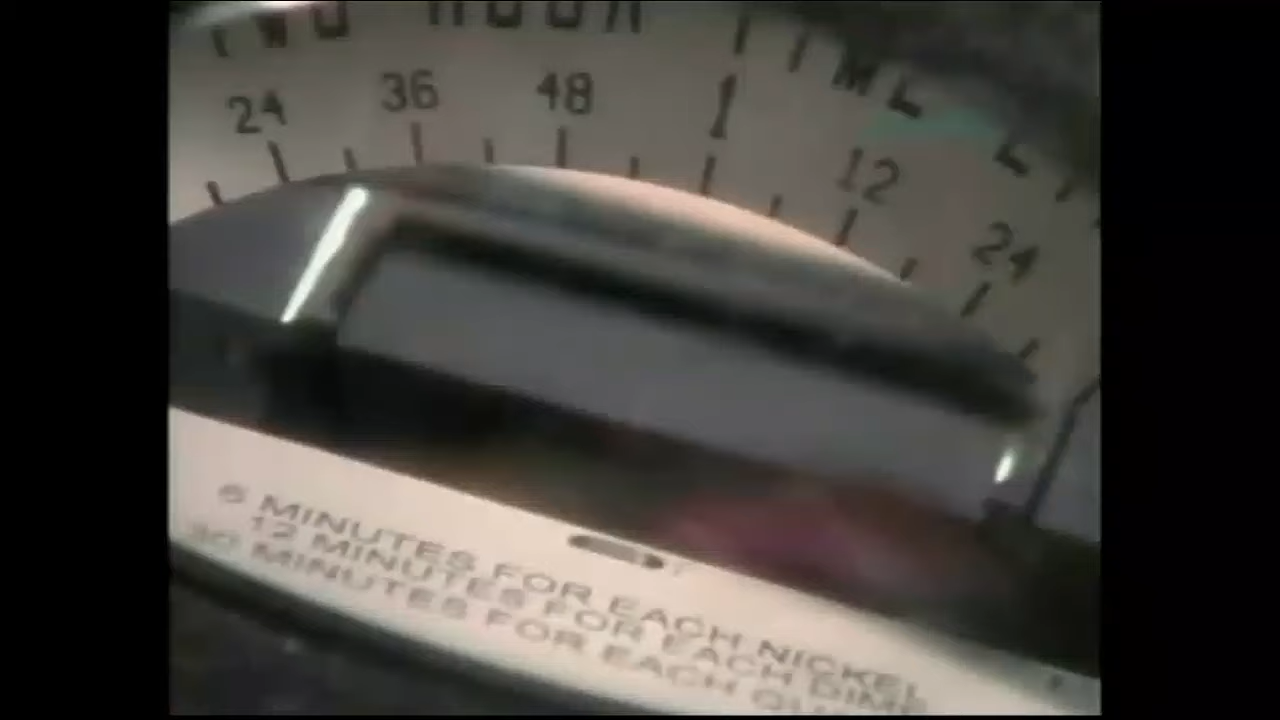 TWO HOUR TIME L
24 36 48 1 12 24
6 MINUTES FOR EACH NICKEL
12 MINUTES FOR EACH DIME
30 MINUTES FOR EACH